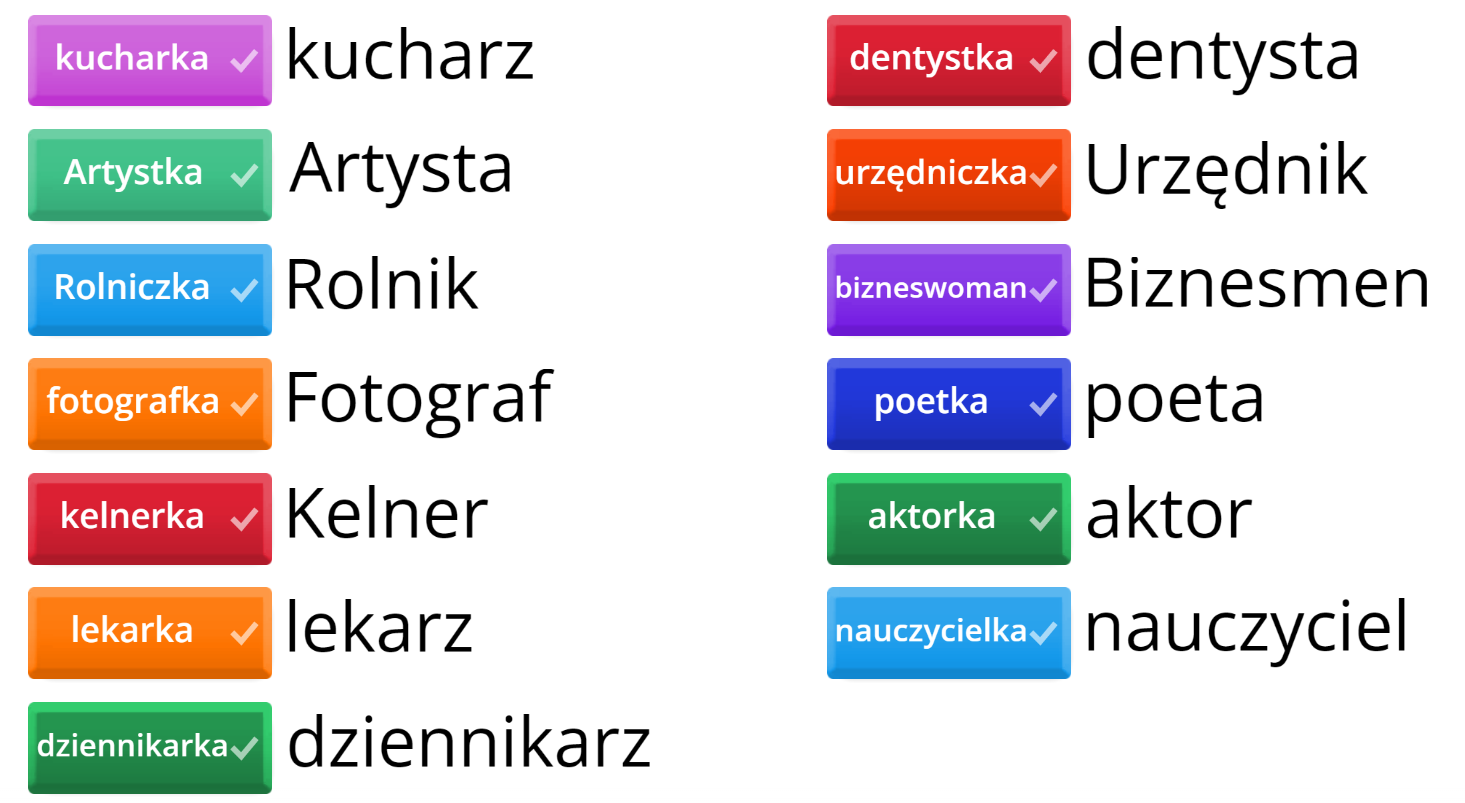 kucharka kucharz
Artystka Artysta
Rolniczka Rolnik
fotografka Fotograf
kelnerka Kelner
lekarka lekarz
dziennikarka dziennikarz
dentystka dentysta
urzędniczka Urzędnik
bizneswoman Biznesmen
poetka poeta
aktorka aktor
nauczycielka nauczyciel